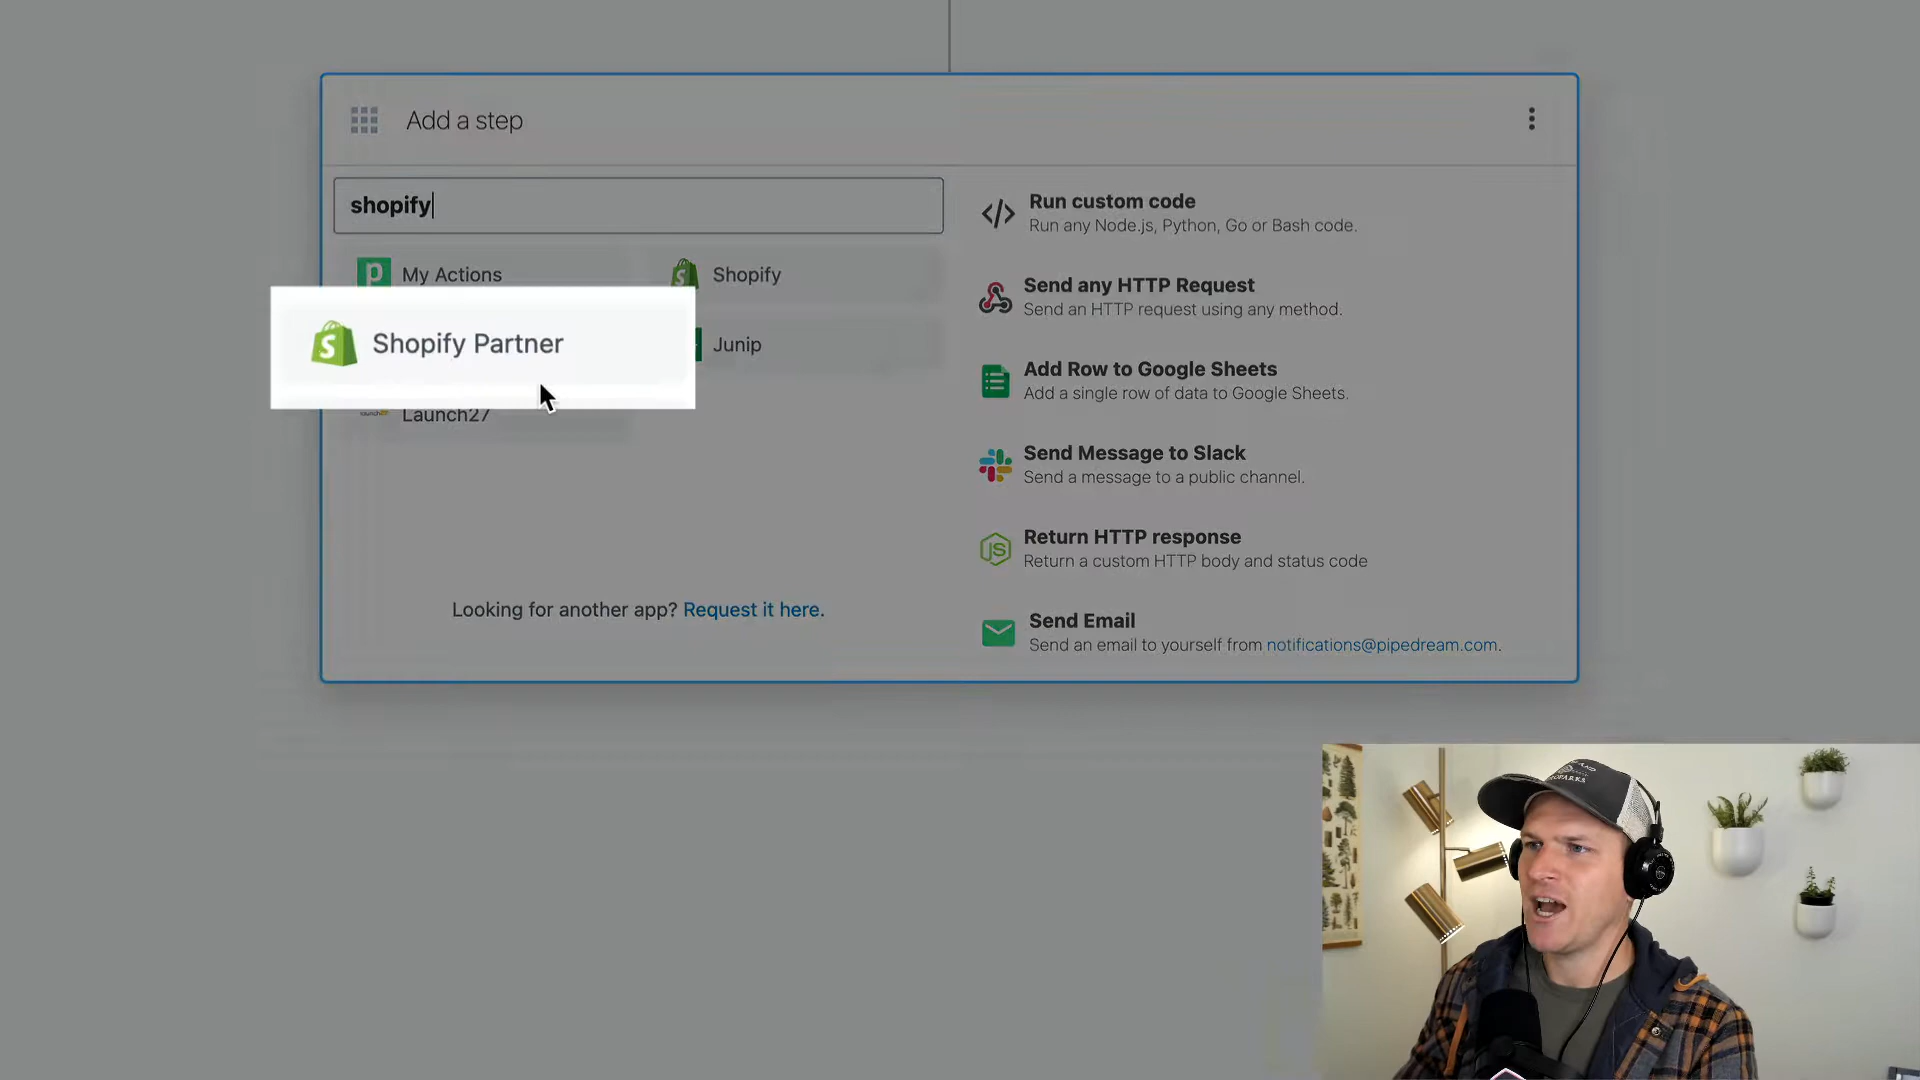 Add a step
shopify
My Actions
Shopify
Shopify Partner
Junip
Launch27
Looking for another app? Request it here.
Run custom code
Run any Node.js, Python, Go or Bash code.
Send any HTTP Request
Send an HTTP request using any method.
Add Row to Google Sheets
Add a single row of data to Google Sheets.
Send Message to Slack
Send a message to a public channel.
Return HTTP response
Return a custom HTTP body and status code
Send Email
Send an email to yourself from notifications@pipedream.com.